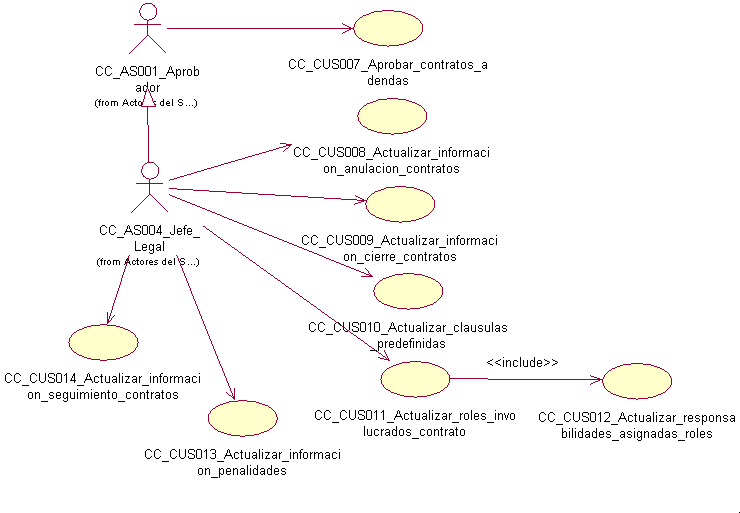 CC_AS001_Aprob
ador
(from Actores del S...)
CC_CUS007_Aprobar_contratos_a
dendas
CC_CUS008_Actualizar_informaci
on_anulacion_contratos
CC_AS004_Jefe_
Legal
(from Actores del S...)
CC_CUS009_Actualizar_informaci
on_cierre_contratos
CC_CUS010_Actualizar_clausulas
_predefinidas
<<include>>
CC_CUS014_Actualizar_informaci
on_seguimiento_contratos
CC_CUS011_Actualizar_roles_invo
lucrados_contrato
CC_CUS012_Actualizar_responsa
bilidades_asignadas_roles
CC_CUS013_Actualizar_informaci
on_penalidades